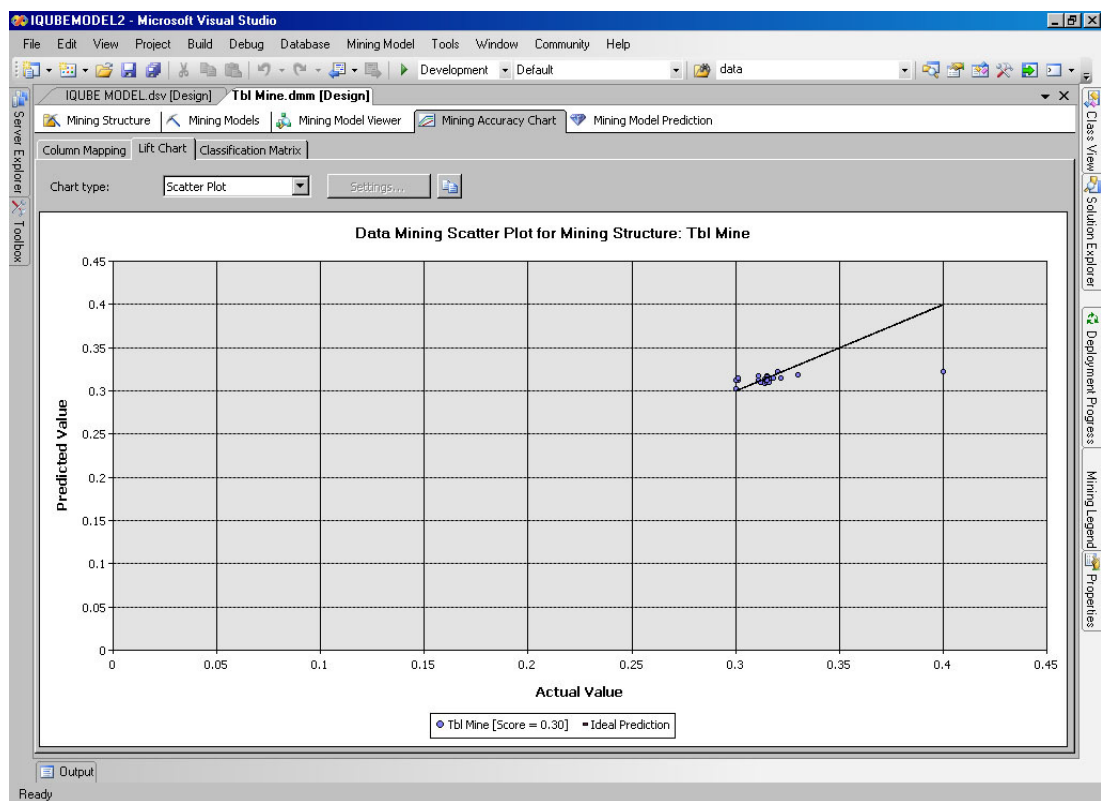 IQUBEMODEL2 - Microsoft Visual Studio
File Edit View Project Build Debug Database Mining Model Tools Window Community Help
Development Default data
IQUBE MODEL.dsv [Design] Tbl Mine.dmm [Design]
Mining Structure Mining Models Mining Model Viewer Mining Accuracy Chart Mining Model Prediction
Column Mapping Lift Chart Classification Matrix
Chart type: Scatter Plot Settings...
Server Explorer
Toolbox
Data Mining Scatter Plot for Mining Structure: Tbl Mine
Predicted Value
0.45
0.4
0.35
0.3
0.25
0.2
0.15
0.1
0.05
0
0 0.05 0.1 0.15 0.2 0.25 0.3 0.35 0.4 0.45
Actual Value
Tbl Mine [Score = 0.30] Ideal Prediction
Class View
Solution Explorer
Deployment Progress
Mining Legend
Properties
Output
Ready